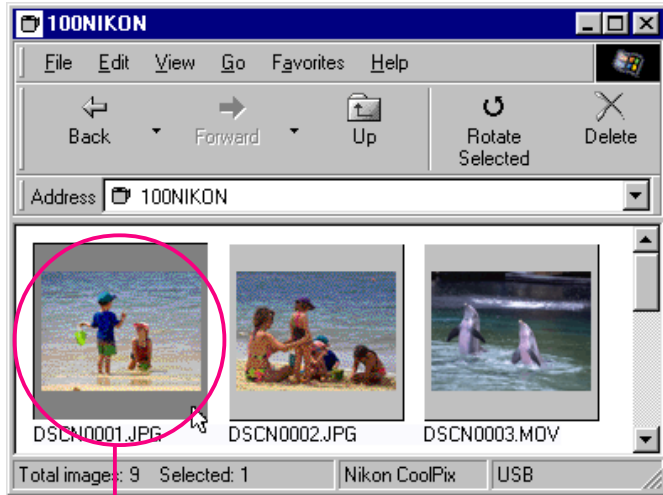 100NIKON
File Edit View Go Favorites Help
Back Forward Up Rotate Selected Delete
Address 100NIKON
DSCN0001.JPG DSCN0002.JPG DSCN0003.MOV
Total images: 9 Selected: 1 Nikon CoolPix USB